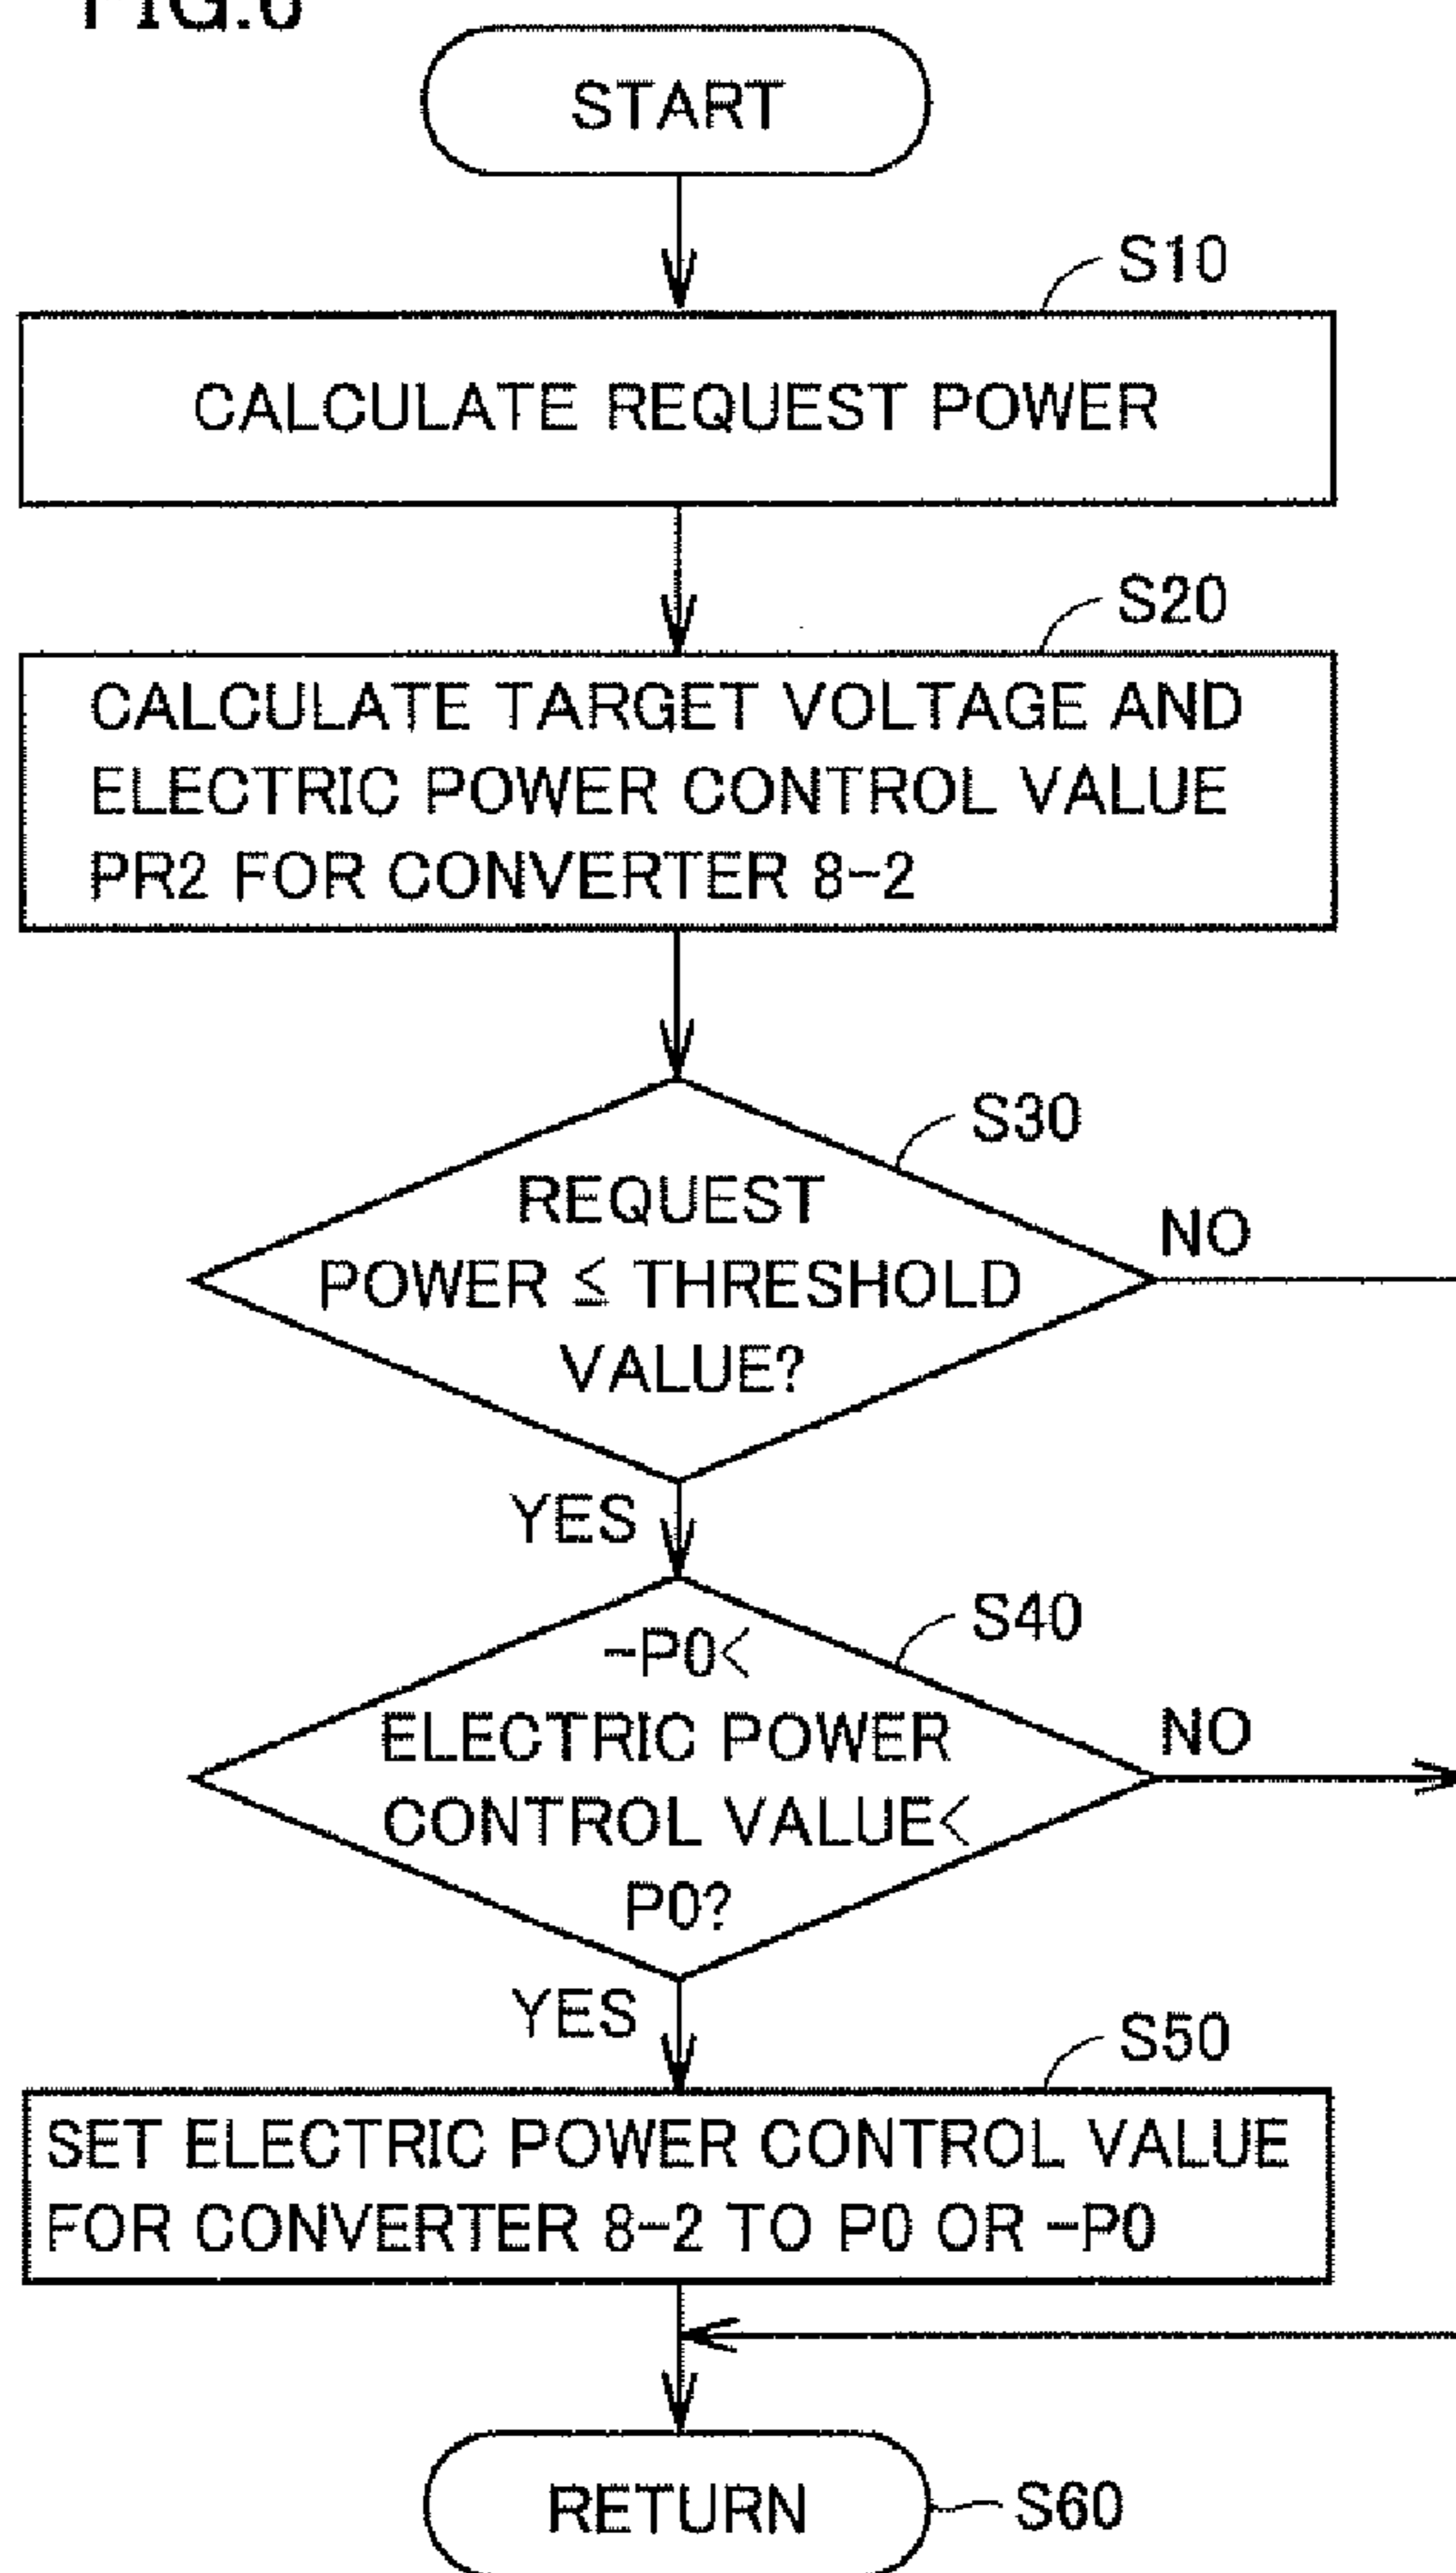 FIG.6
START
S10
CALCULATE REQUEST POWER
S20
CALCULATE TARGET VOLTAGE AND
ELECTRIC POWER CONTROL VALUE
PR2 FOR CONVERTER 8-2
S30
REQUEST
POWER ≦ THRESHOLD
VALUE?
NO
YES
S40
-P0<
ELECTRIC POWER
CONTROL VALUE<
P0?
NO
YES
S50
SET ELECTRIC POWER CONTROL VALUE
FOR CONVERTER 8-2 TO P0 OR -P0
RETURN
S60